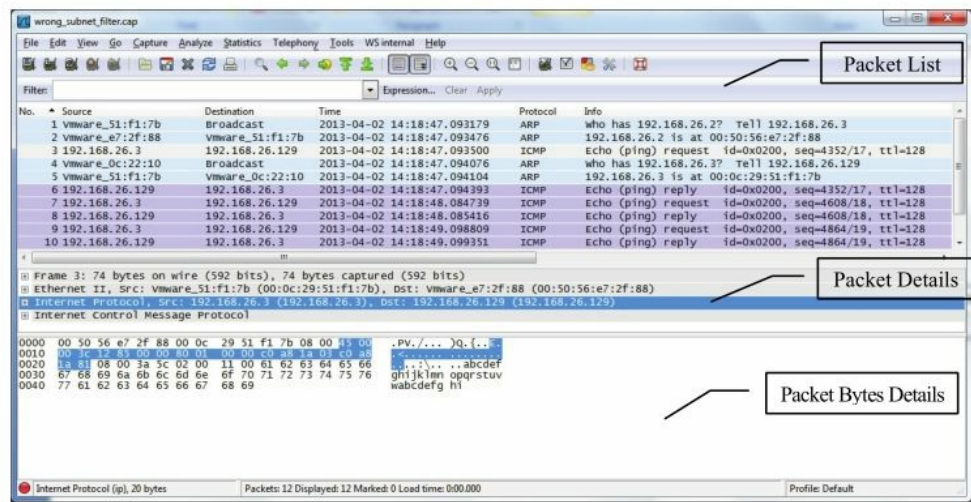 wrong_subnet_filter.cap
File Edit View Go Capture Analyze Statistics Telephony Tools WS internal Help
Packet List
Filter: Expression... Clear Apply
No. Source Destination Time Protocol Info
1 Vmware_51:f1:7b Broadcast 2013-04-02 14:18:47.093179 ARP who has 192.168.26.2? Tell 192.168.26.3
2 Vmware_e7:2f:88 Vmware_51:f1:7b 2013-04-02 14:18:47.093476 ARP 192.168.26.2 is at 00:50:56:e7:2f:88
3 192.168.26.3 192.168.26.129 2013-04-02 14:18:47.093500 ICMP Echo (ping) request id=0x0200, seq=4352/17, ttl=128
4 Vmware_0c:22:10 Broadcast 2013-04-02 14:18:47.094076 ARP who has 192.168.26.3? Tell 192.168.26.129
5 Vmware_51:f1:7b Vmware_0c:22:10 2013-04-02 14:18:47.094104 ARP 192.168.26.3 is at 00:0c:29:51:f1:7b
6 192.168.26.129 192.168.26.3 2013-04-02 14:18:47.094393 ICMP Echo (ping) reply id=0x0200, seq=4352/17, ttl=128
7 192.168.26.3 192.168.26.129 2013-04-02 14:18:48.084739 ICMP Echo (ping) request id=0x0200, seq=4608/18, ttl=128
8 192.168.26.129 192.168.26.3 2013-04-02 14:18:48.085416 ICMP Echo (ping) reply id=0x0200, seq=4608/18, ttl=128
9 192.168.26.3 192.168.26.129 2013-04-02 14:18:49.098809 ICMP Echo (ping) request id=0x0200, seq=4864/19, ttl=128
10 192.168.26.129 192.168.26.3 2013-04-02 14:18:49.099351 ICMP Echo (ping) reply id=0x0200, seq=4864/19, ttl=128
Frame 3: 74 bytes on wire (592 bits), 74 bytes captured (592 bits)
Ethernet II, Src: Vmware_51:f1:7b (00:0c:29:51:f1:7b), Dst: Vmware_e7:2f:88 (00:50:56:e7:2f:88)
Packet Details
Internet Protocol, Src: 192.168.26.3 (192.168.26.3), Dst: 192.168.26.129 (192.168.26.129)
Internet Control Message Protocol
0000 00 50 56 e7 2f 88 00 0c 29 51 f1 7b 08 00 45 00 .PV./... )Q.{..E.
0010 00 3c 12 85 00 00 80 01 00 00 c0 a8 1a 03 c0 a8 .<...... ........
0020 1a 81 08 00 3a 5c 02 00 11 00 61 62 63 64 65 66 ....:\.. ..abcdef
0030 67 68 69 6a 6b 6c 6d 6e 6f 70 71 72 73 74 75 76 ghijklmn opqrstuv
0040 77 61 62 63 64 65 66 67 68 69 wabcdefg hi
Packet Bytes Details
Internet Protocol (ip), 20 bytes Packets: 12 Displayed: 12 Marked: 0 Load time: 0:00.000 Profile: Default